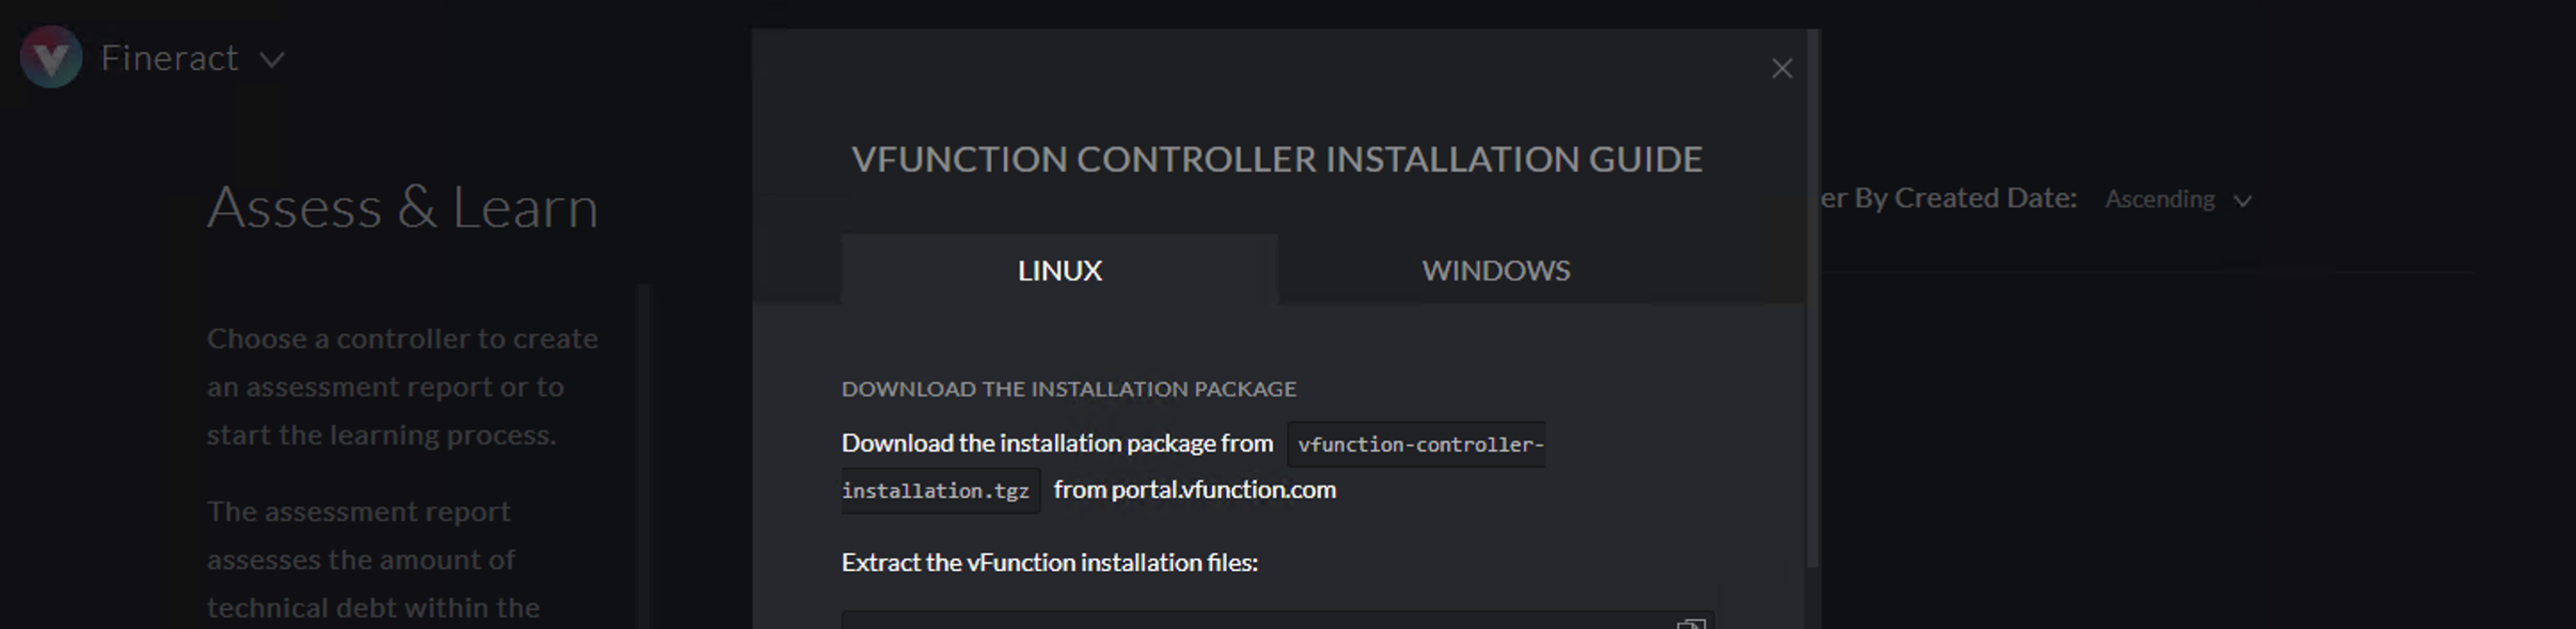 Fineract
Assess & Learn
Choose a controller to create
an assessment report or to
start the learning process.
The assessment report
assesses the amount of
technical debt within the
VFUNCTION CONTROLLER INSTALLATION GUIDE
LINUX
WINDOWS
DOWNLOAD THE INSTALLATION PACKAGE
Download the installation package from vfunction-controller-
installation.tgz from portal.vfunction.com
Extract the vFunction installation files:
er By Created Date: Ascending